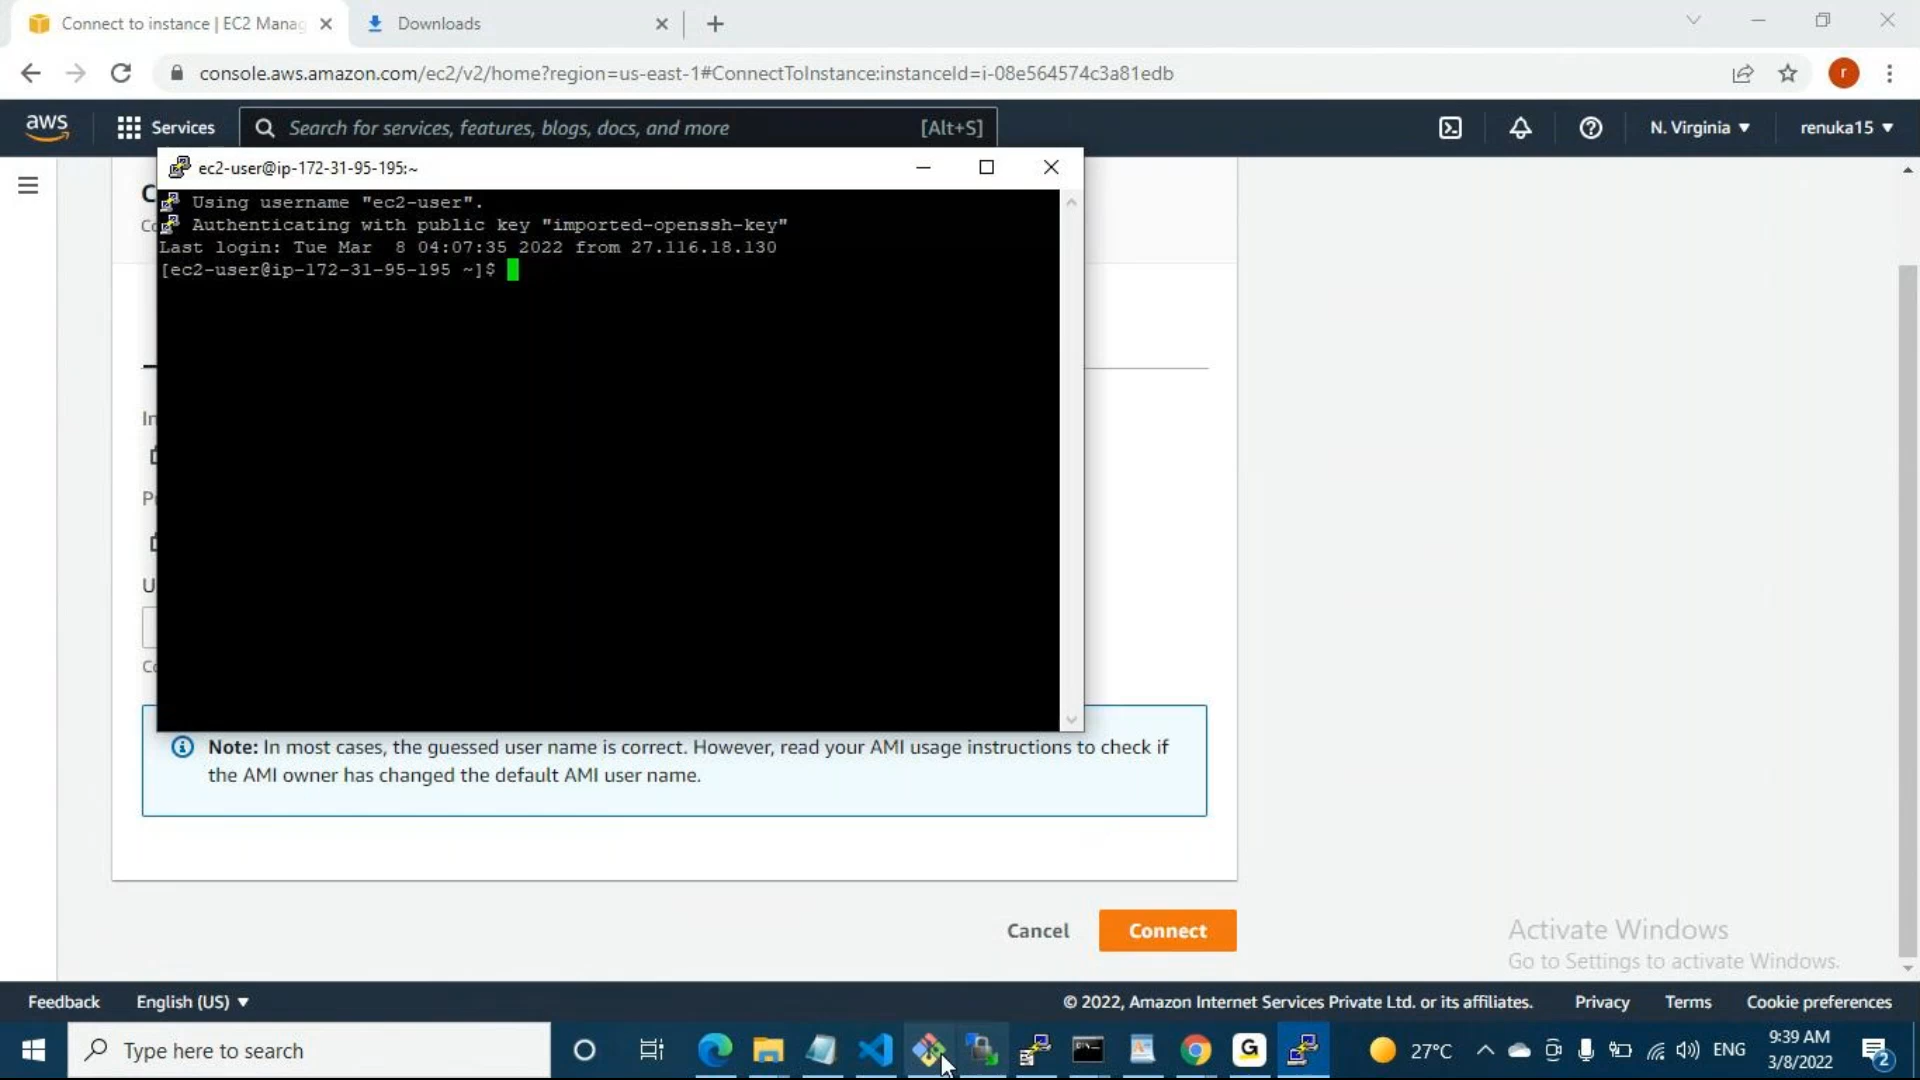 Connect to instance | EC2 Manag
Downloads
console.aws.amazon.com/ec2/v2/home?region=us-east-1#ConnectToInstance:instanceId=i-08e564574c3a81edb
r
aws
Services
Search for services, features, blogs, docs, and more
[Alt+S]
N. Virginia
renuka15
ec2-user@ip-172-31-95-195:~
C
Using username "ec2-user".
Co
Authenticating with public key "imported-openssh-key"
Last login: Tue Mar  8 04:07:35 2022 from 27.116.18.130
[ec2-user@ip-172-31-95-195 ~]$
In
P
U
Co
Note: In most cases, the guessed user name is correct. However, read your AMI usage instructions to check if
the AMI owner has changed the default AMI user name.
Cancel
Connect
Activate Windows
Go to Settings to activate Windows.
Feedback
English (US)
© 2022, Amazon Internet Services Private Ltd. or its affiliates.
Privacy
Terms
Cookie preferences
Type here to search
G
27°C
ENG
9:39 AM
3/8/2022
2